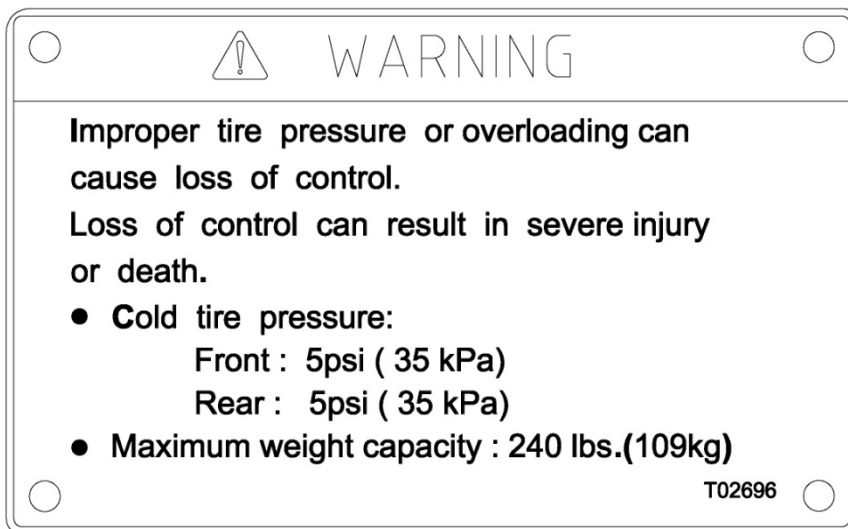 WARNING
Improper tire pressure or overloading can
cause loss of control.
Loss of control can result in severe injury
or death.
● Cold tire pressure:
Front : 5psi ( 35 kPa)
Rear : 5psi ( 35 kPa)
● Maximum weight capacity : 240 lbs.(109kg)
T02696